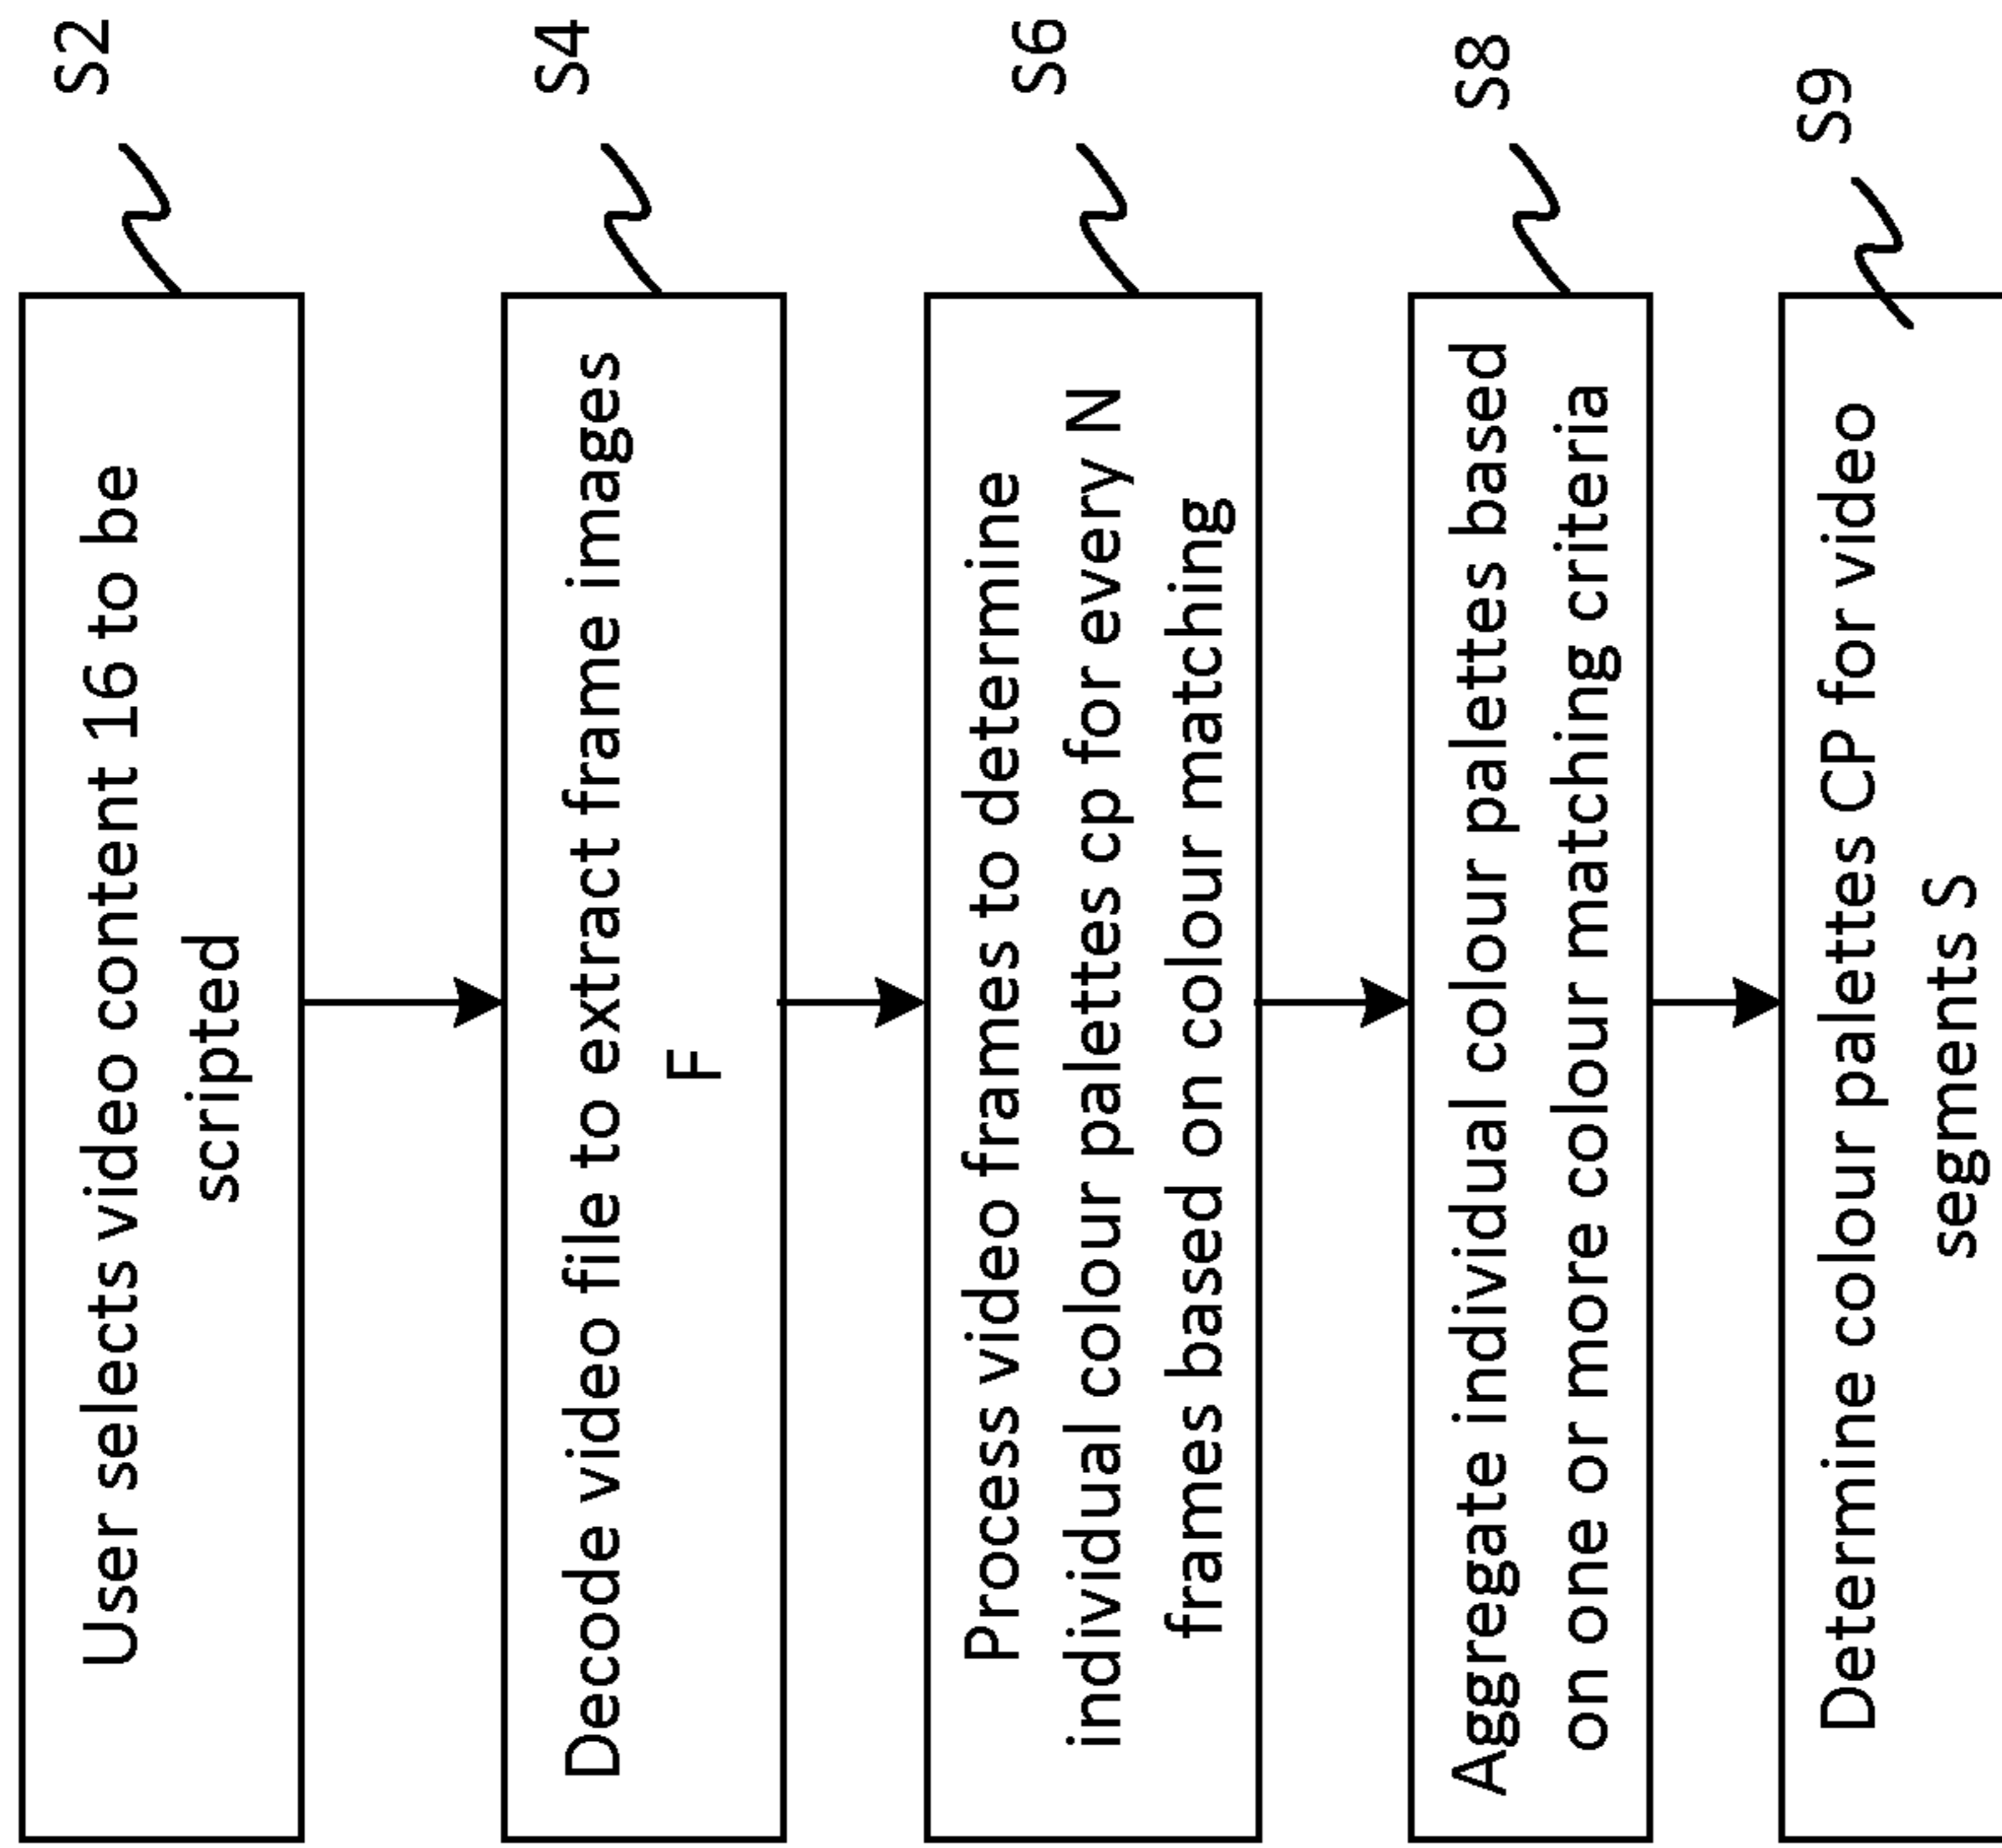 S2
User selects video content 16 to be
scripted
S4
Decode video file to extract frame images
F
S6
Process video frames to determine
individual colour palettes cp for every N
frames based on colour matching
S8
Aggregate individual colour palettes based
on one or more colour matching criteria
S9
Determine colour palettes CP for video
segments S